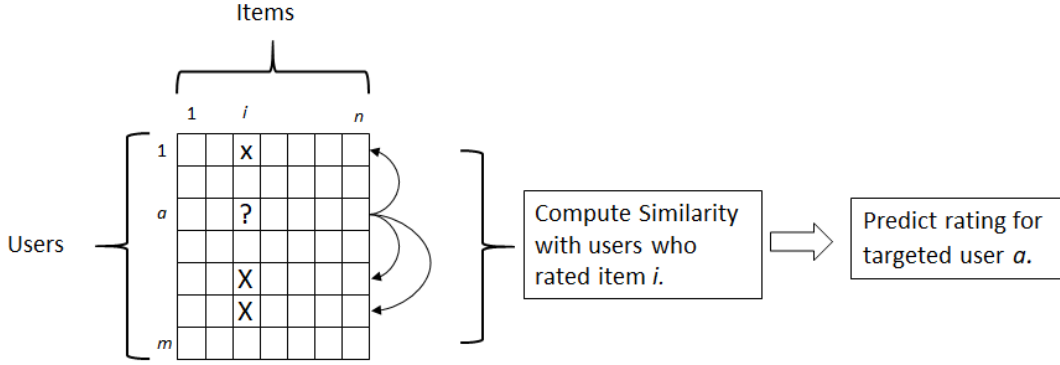 Items
1 i n
1 x
a ?
Users
X
X
m
Compute Similarity
with users who
rated item i.
Predict rating for
targeted user a.